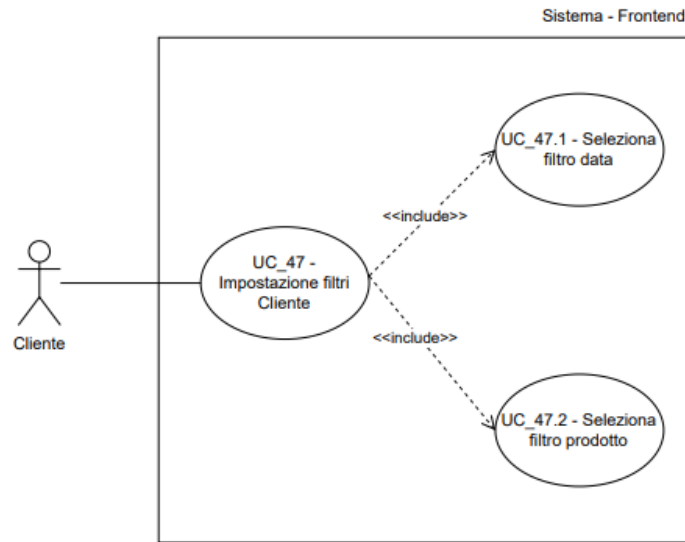 Sistema - Frontend
UC_47.1 - Seleziona
filtro data
<<include>>
UC_47 -
Impostazione filtri
Cliente
<<include>>
Cliente
UC_47.2 - Seleziona
filtro prodotto